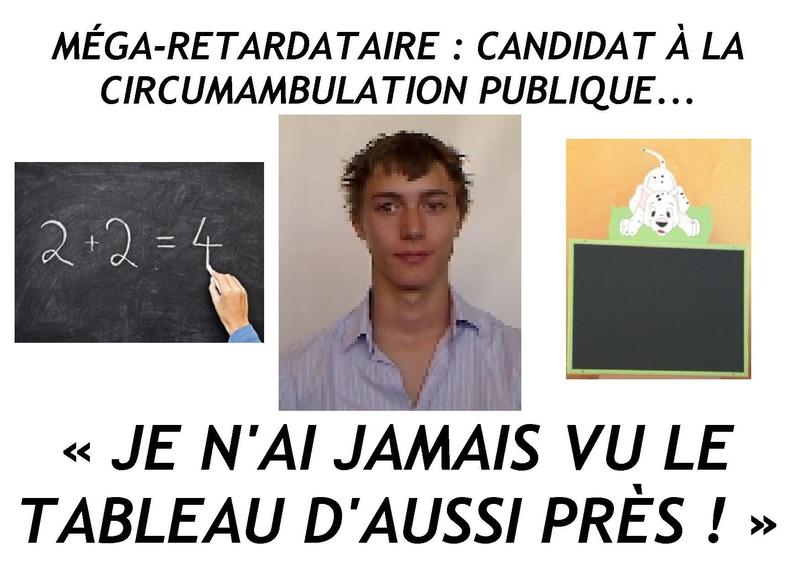 MÉGA-RETARDATAIRE : CANDIDAT À LA
CIRCUMAMBULATION PUBLIQUE...
2 + 2 = 4
« JE N'AI JAMAIS VU LE
TABLEAU D'AUSSI PRÈS ! »